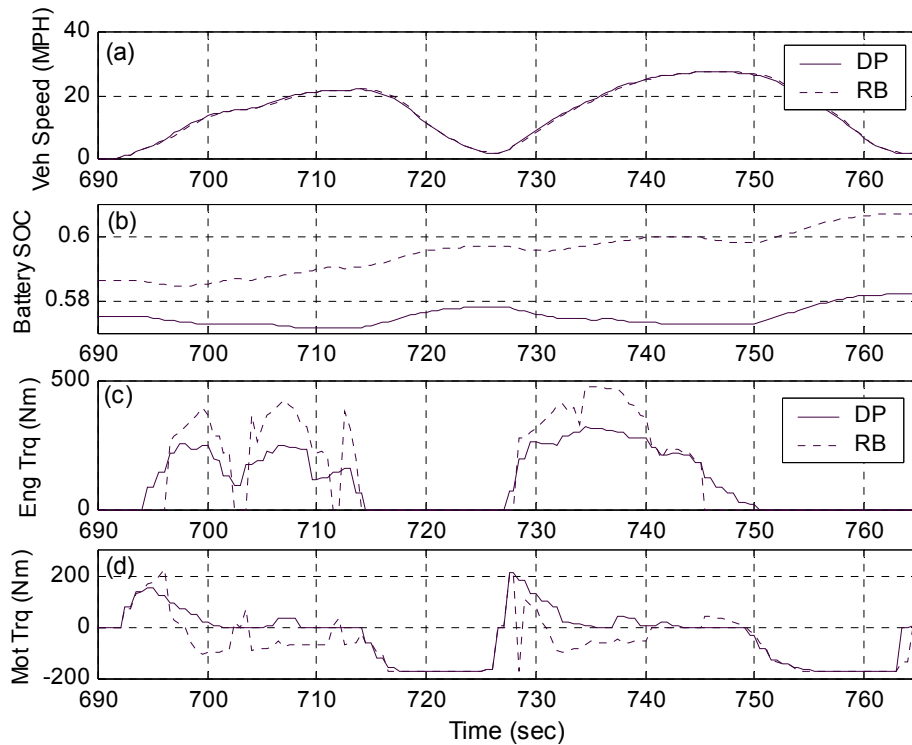 (a)
Veh Speed (MPH)
40
20
0
DP
RB
690 700 710 720 730 740 750 760
(b)
Battery SOC
0.6
0.58
690 700 710 720 730 740 750 760
(c)
Eng Trq (Nm)
500
0
DP
RB
690 700 710 720 730 740 750 760
(d)
Mot Trq (Nm)
200
0
-200
690 700 710 720 730 740 750 760
Time (sec)